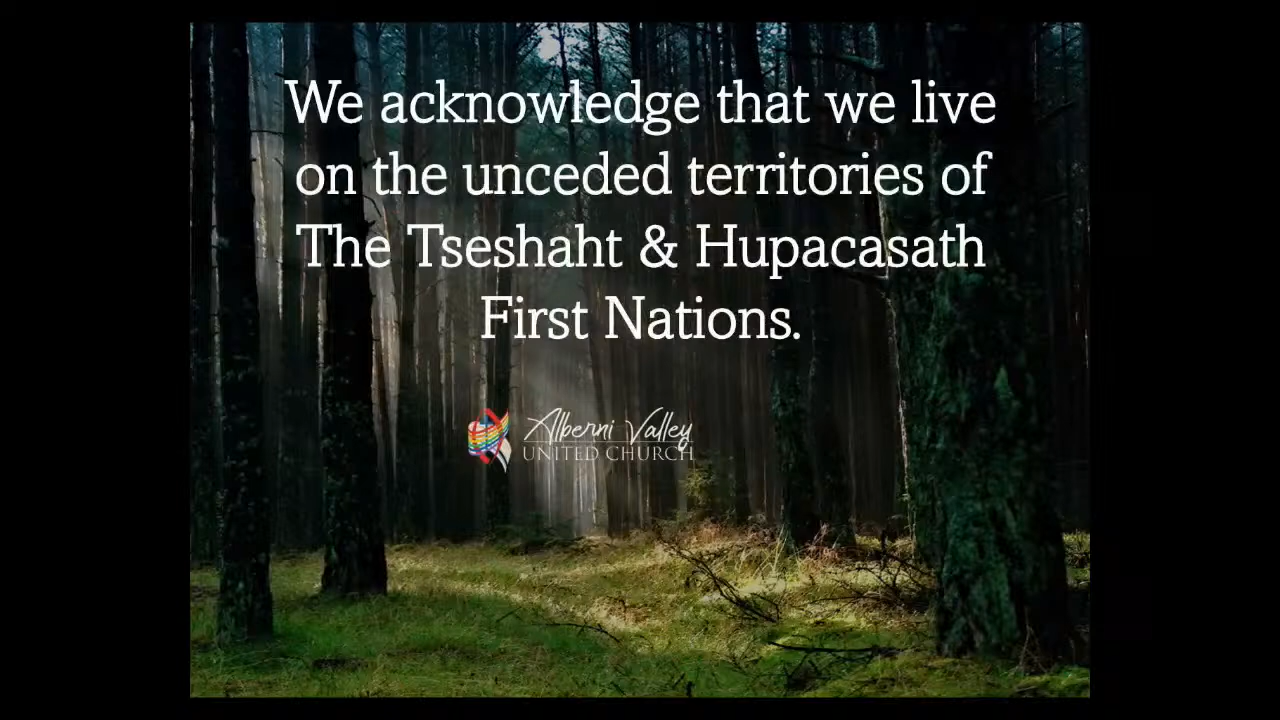 We acknowledge that we live
on the unceded territories of
The Tseshaht & Hupacasath
First Nations.
Alberni Valley
UNITED CHURCH